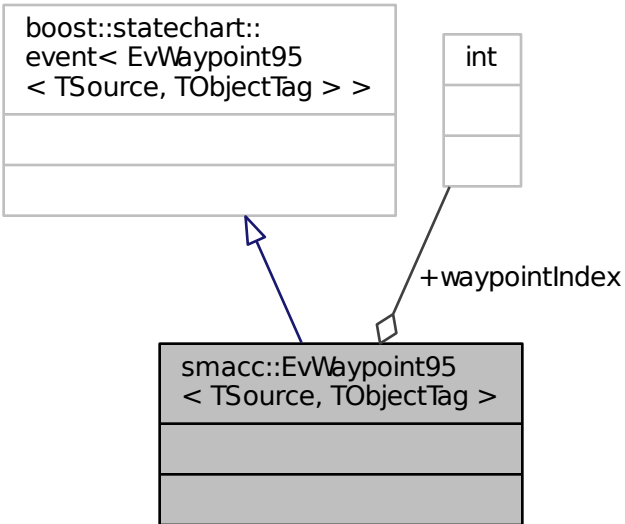 boost::statechart::
event< EvWaypoint95
< TSource, TObjectTag > >
int
+waypointIndex
smacc::EvWaypoint95
< TSource, TObjectTag >